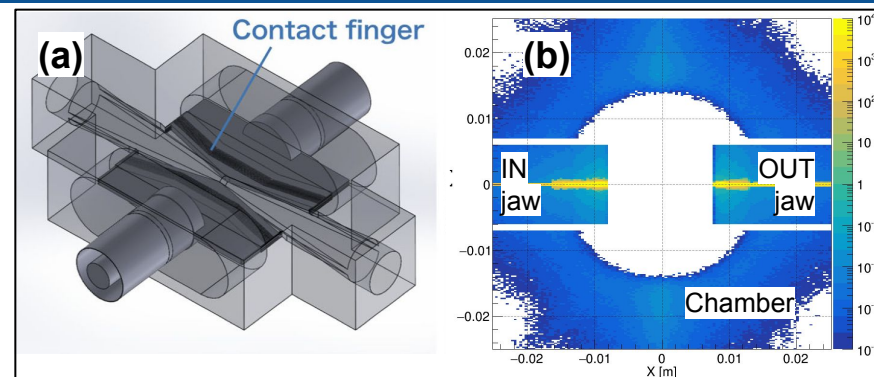 Contact finger
(a)
(b)
0.02
0.01
0
−0.01
−0.02
IN
jaw
OUT
jaw
Chamber
−0.02
−0.01
0
0.01
0.02
X [m]
10⁴
10³
10²
10
1